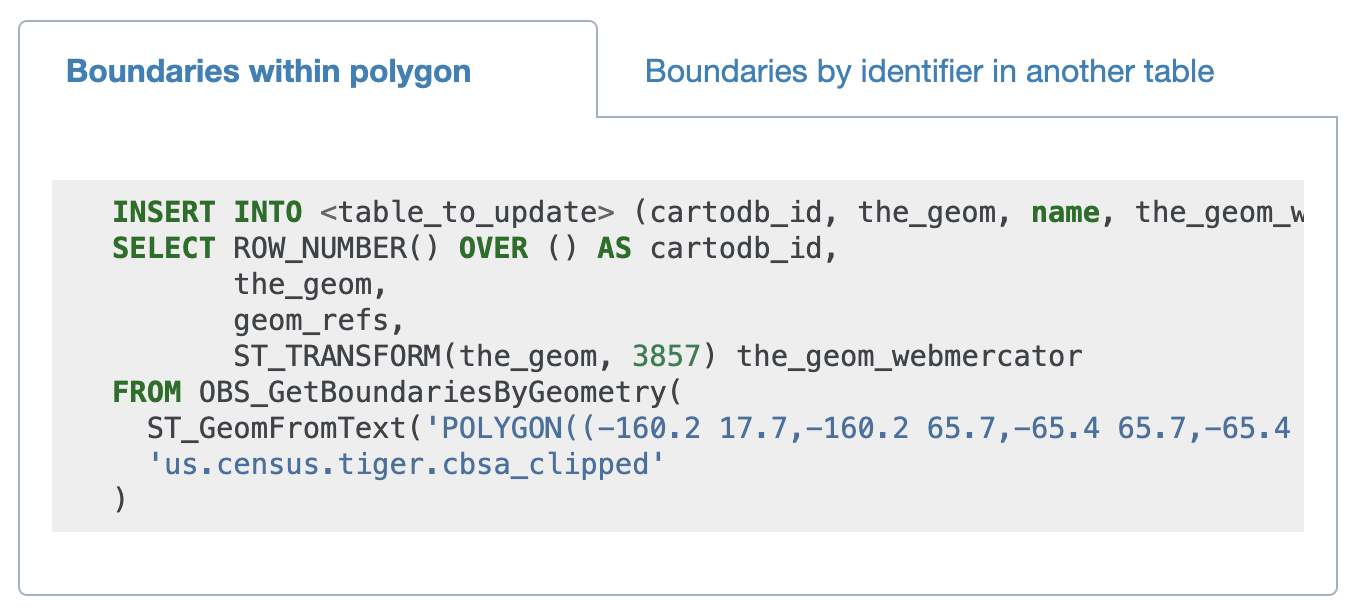 Boundaries within polygon
Boundaries by identifier in another table
INSERT INTO <table_to_update> (cartodb_id, the_geom, name, the_geom_w
SELECT ROW_NUMBER() OVER () AS cartodb_id,
the_geom,
geom_refs,
ST_TRANSFORM(the_geom, 3857) the_geom_webmercator
FROM OBS_GetBoundariesByGeometry(
ST_GeomFromText('POLYGON((-160.2 17.7,-160.2 65.7,-65.4 65.7,-65.4
'us.census.tiger.cbsa_clipped'
)